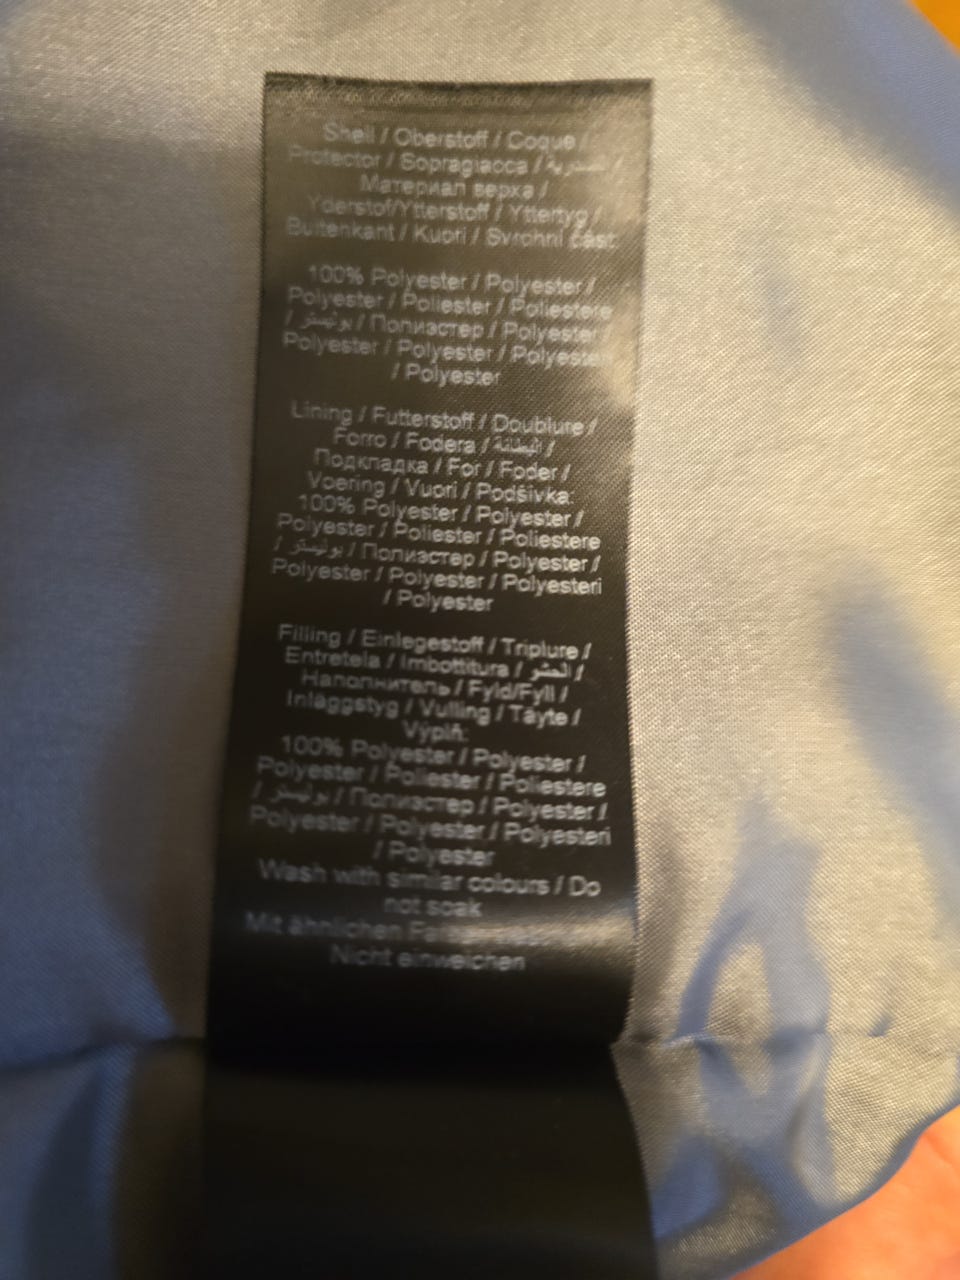 Shell / Oberstoff / Coque /
Protector / Sopragiacca / /
Материал верха /
Yderstof/Ytterstoff / Yttertyg /
Buitenkant / Kuori / Svrchní část:
100% Polyester / Polyester /
Polyester / Poliester / Poliestere
/ بوليستر / Полиэстер / Polyester /
Polyester / Polyester / Polyesteri
/ Polyester
Lining / Futterstoff / Doublure /
Forro / Fodera / البطانة /
Подкладка / For / Foder /
Voering / Vuori / Podšívka:
100% Polyester / Polyester /
Polyester / Poliester / Poliestere
/ بوليستر / Полиэстер / Polyester /
Polyester / Polyester / Polyesteri
/ Polyester
Filling / Einlegestoff / Triplure /
Entretela / Imbottitura / الحشو /
Наполнитель / Fyld/Fyll /
Inläggstyg / Vulling / Täyte /
Výplň:
100% Polyester / Polyester /
Polyester / Poliester / Poliestere
/ بوليستر / Полиэстер / Polyester /
Polyester / Polyester / Polyesteri
/ Polyester
Wash with similar colours / Do
not soak
Mit ähnlichen
Nicht einweichen